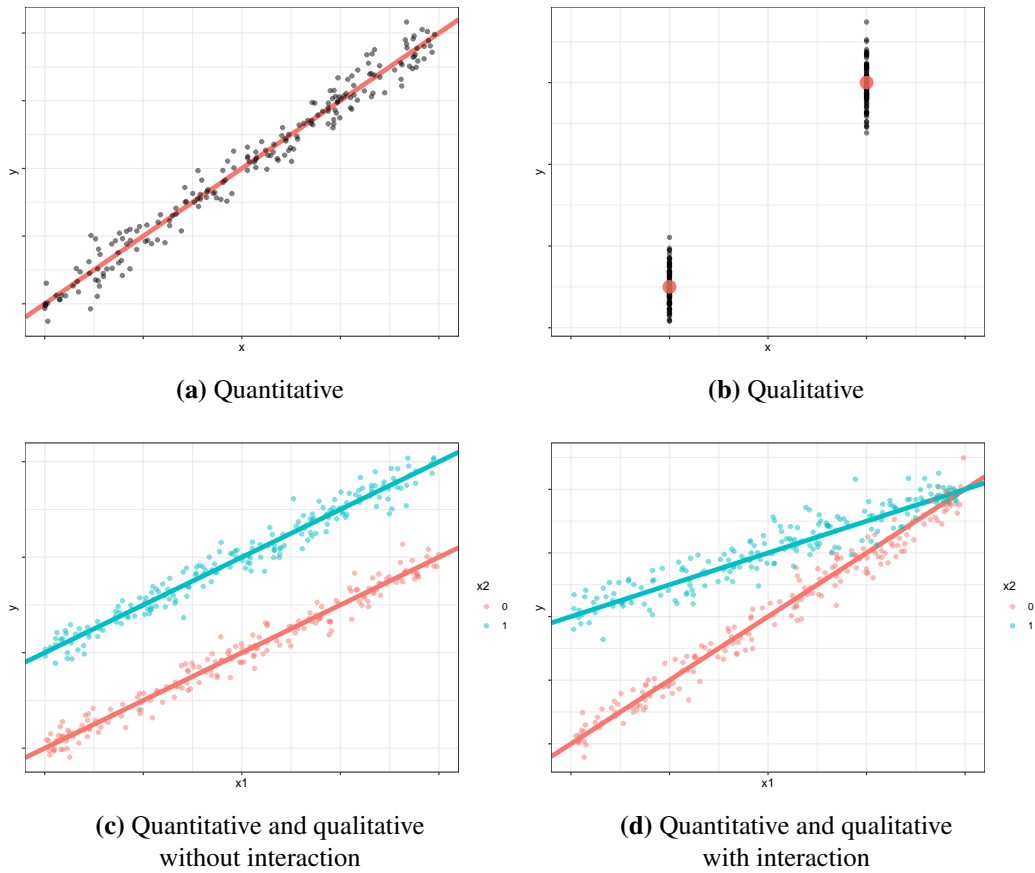 y
x
(a) Quantitative
y
x
(b) Qualitative
y
x1
x2
0
1
(c) Quantitative and qualitative
without interaction
y
x1
x2
0
1
(d) Quantitative and qualitative
with interaction